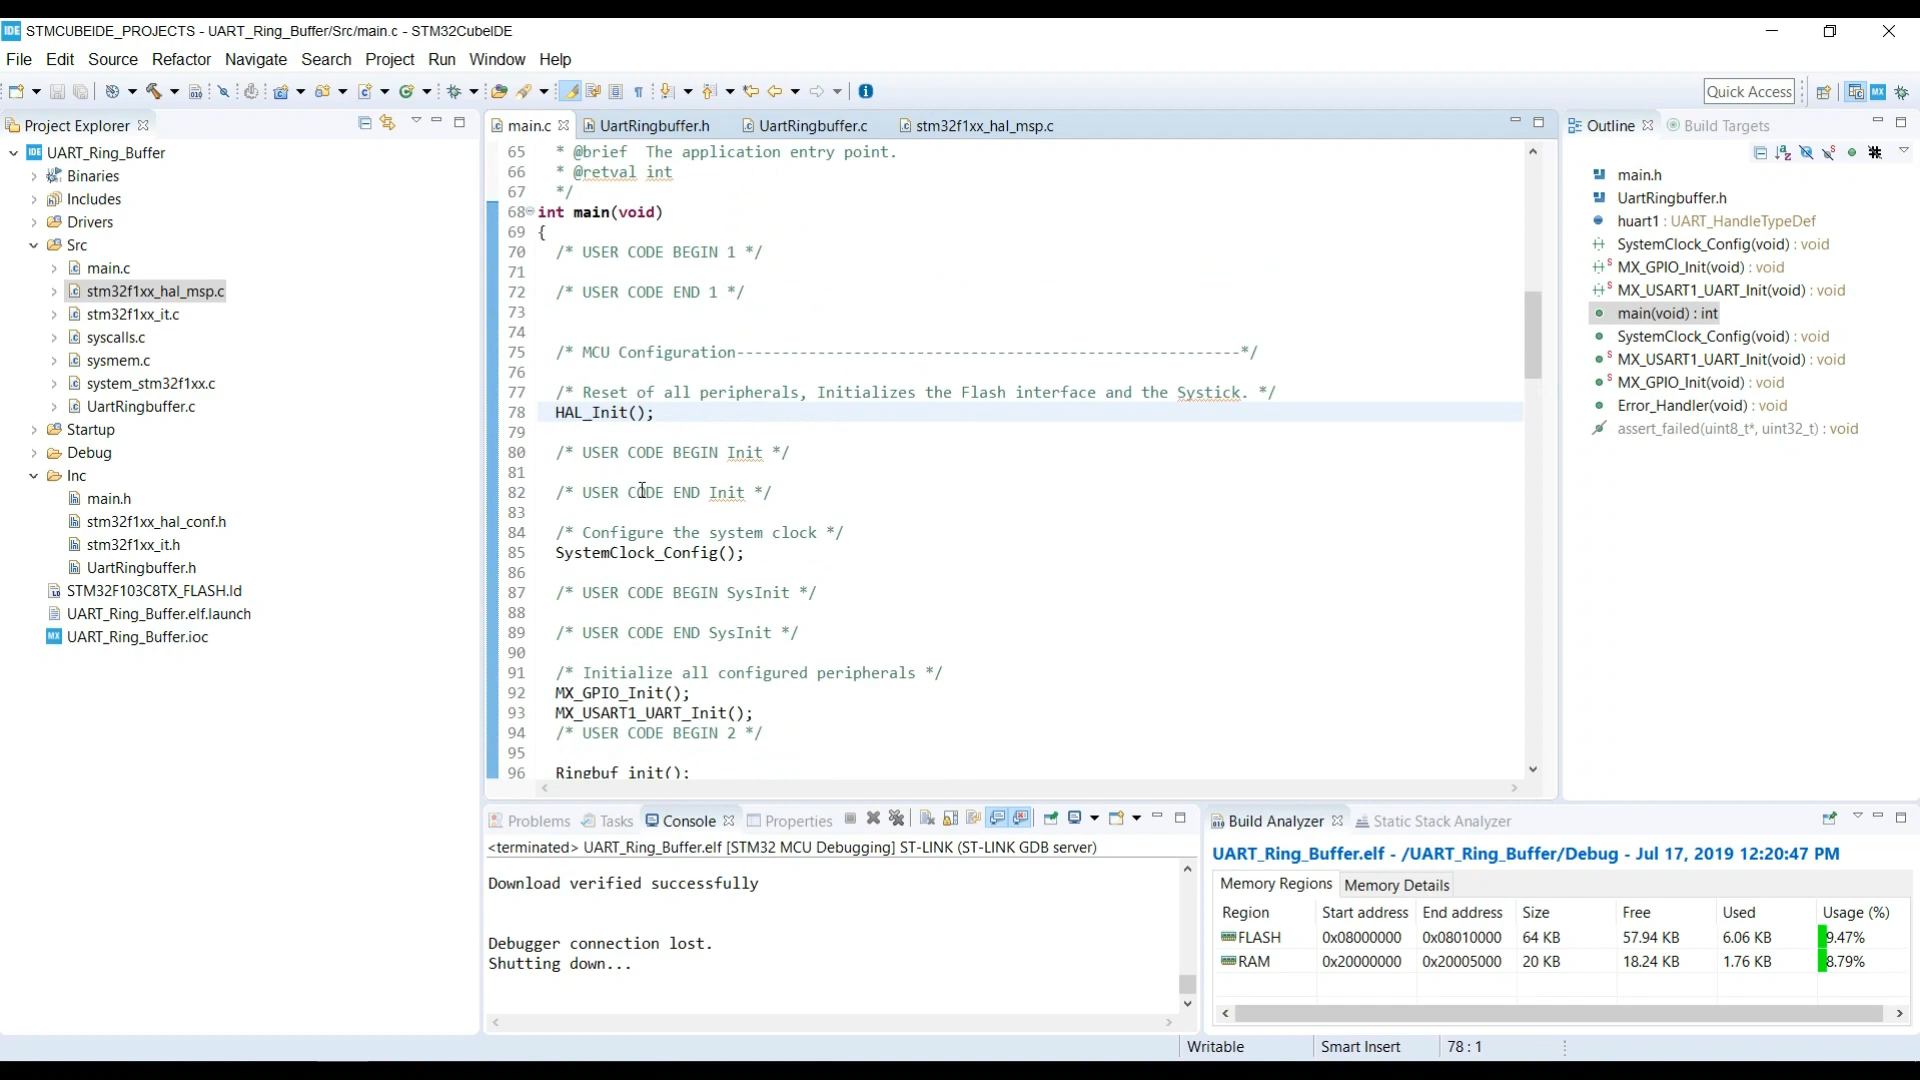 STMCUBEIDE_PROJECTS - UART_Ring_Buffer/Src/main.c - STM32CubeIDE
File Edit Source Refactor Navigate Search Project Run Window Help
Quick Access
Project Explorer
UART_Ring_Buffer
Binaries
Includes
Drivers
Src
main.c
stm32f1xx_hal_msp.c
stm32f1xx_it.c
syscalls.c
sysmem.c
system_stm32f1xx.c
UartRingbuffer.c
Startup
Debug
Inc
main.h
stm32f1xx_hal_conf.h
stm32f1xx_it.h
UartRingbuffer.h
STM32F103C8TX_FLASH.ld
UART_Ring_Buffer.elf.launch
UART_Ring_Buffer.ioc
main.c UartRingbuffer.h UartRingbuffer.c stm32f1xx_hal_msp.c
65 * @brief The application entry point.
66 * @retval int
67 */
68 int main(void)
69 {
70 /* USER CODE BEGIN 1 */
71
72 /* USER CODE END 1 */
73
74
75 /* MCU Configuration--------------------------------------------------------*/
76
77 /* Reset of all peripherals, Initializes the Flash interface and the Systick. */
78 HAL_Init();
79
80 /* USER CODE BEGIN Init */
81
82 /* USER CODE END Init */
83
84 /* Configure the system clock */
85 SystemClock_Config();
86
87 /* USER CODE BEGIN SysInit */
88
89 /* USER CODE END SysInit */
90
91 /* Initialize all configured peripherals */
92 MX_GPIO_Init();
93 MX_USART1_UART_Init();
94 /* USER CODE BEGIN 2 */
95
96 Ringbuf_init();
Outline Build Targets
main.h
UartRingbuffer.h
huart1 : UART_HandleTypeDef
SystemClock_Config(void) : void
MX_GPIO_Init(void) : void
MX_USART1_UART_Init(void) : void
main(void) : int
SystemClock_Config(void) : void
MX_USART1_UART_Init(void) : void
MX_GPIO_Init(void) : void
Error_Handler(void) : void
assert_failed(uint8_t*, uint32_t) : void
Problems Tasks Console Properties
<terminated> UART_Ring_Buffer.elf [STM32 MCU Debugging] ST-LINK (ST-LINK GDB server)
Download verified successfully
Debugger connection lost.
Shutting down...
Build Analyzer Static Stack Analyzer
UART_Ring_Buffer.elf - /UART_Ring_Buffer/Debug - Jul 17, 2019 12:20:47 PM
Memory Regions Memory Details
Region Start address End address Size Free Used Usage (%)
FLASH 0x08000000 0x08010000 64 KB 57.94 KB 6.06 KB 9.47%
RAM 0x20000000 0x20005000 20 KB 18.24 KB 1.76 KB 8.79%
Writable Smart Insert 78 : 1